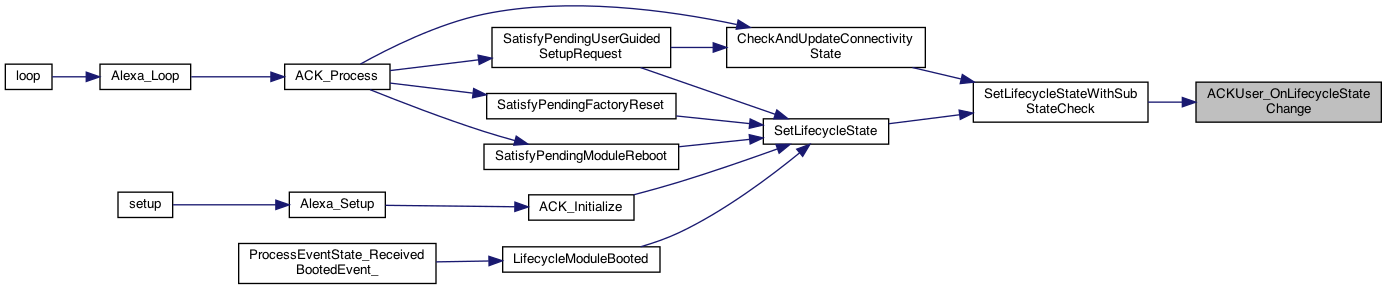 SatisfyPendingUserGuided
SetupRequest
CheckAndUpdateConnectivity
State
loop
Alexa_Loop
ACK_Process
SetLifecycleStateWithSub
StateCheck
ACKUser_OnLifecycleState
Change
SatisfyPendingFactoryReset
SetLifecycleState
SatisfyPendingModuleReboot
setup
Alexa_Setup
ACK_Initialize
ProcessEventState_Received
BootedEvent_
LifecycleModuleBooted